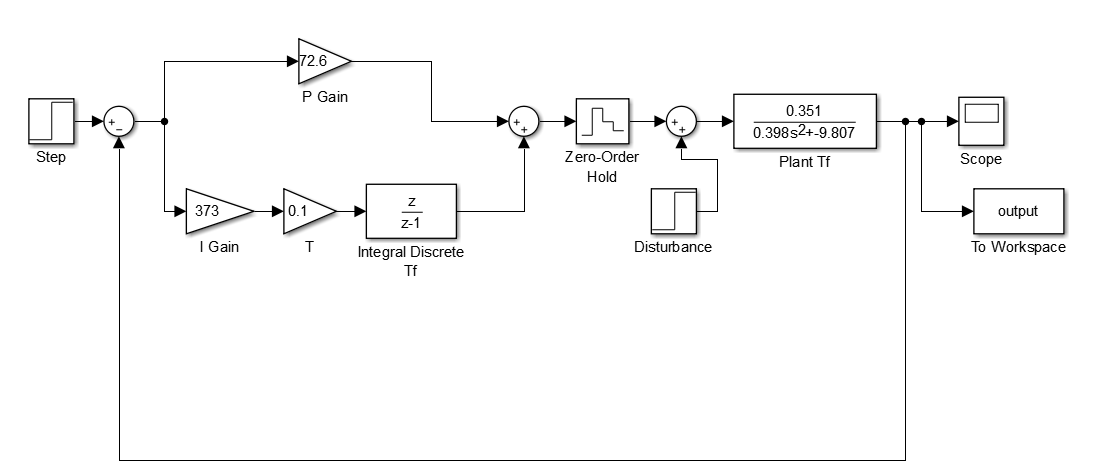 72.6
P Gain
+
−
Step
373
I Gain
0.1
T
z
z-1
Integral Discrete
Tf
+
+
Zero-Order
Hold
+
+
Disturbance
0.351
0.398s2+-9.807
Plant Tf
Scope
output
To Workspace